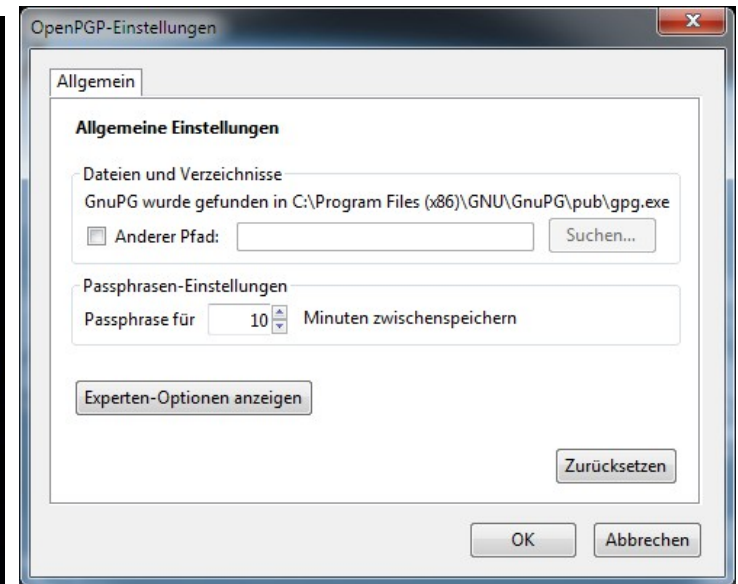 OpenPGP-Einstellungen
Allgemein
Allgemeine Einstellungen
Dateien und Verzeichnisse
GnuPG wurde gefunden in C:\Program Files (x86)\GNU\GnuPG\pub\gpg.exe
Anderer Pfad:
Suchen...
Passphrasen-Einstellungen
Passphrase für 10 Minuten zwischenspeichern
Experten-Optionen anzeigen
Zurücksetzen
OK
Abbrechen